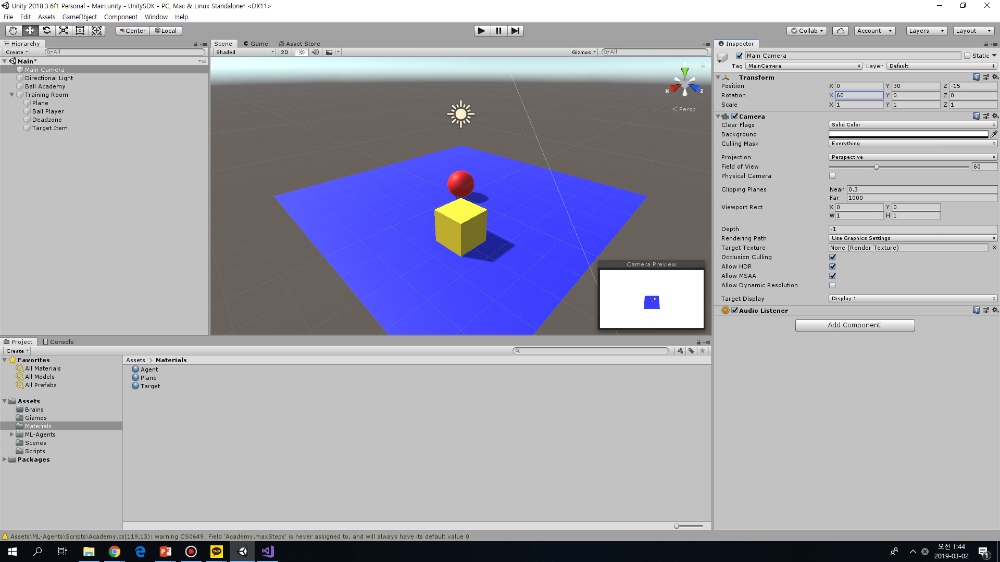 Unity 2018.3.6f1 Personal - Main.unity - UnitySDK - PC, Mac & Linux Standalone* <DX11>
File Edit Assets GameObject Component Window Help
Center Local
Collab Account Layers Layout
Hierarchy
Create All
Main*
Main Camera
Directional Light
Ball Academy
Training Room
Plane
Ball Player
Deadzone
Target Item
Scene Game Asset Store
Shaded 2D Gizmos All
y
x z
Persp
Camera Preview
Inspector
Main Camera Static
Tag MainCamera Layer Default
Transform
Position X 0 Y 30 Z -15
Rotation X 60 Y 0 Z 0
Scale X 1 Y 1 Z 1
Camera
Clear Flags Solid Color
Background
Culling Mask Everything
Projection Perspective
Field of View 60
Physical Camera
Clipping Planes Near 0.3
Far 1000
Viewport Rect X 0 Y 0
W 1 H 1
Depth -1
Rendering Path Use Graphics Settings
Target Texture None (Render Texture)
Occlusion Culling
Allow HDR
Allow MSAA
Allow Dynamic Resolution
Target Display Display 1
Audio Listener
Add Component
Project Console
Create
Favorites
All Materials
All Models
All Prefabs
Assets
Brains
Gizmos
Materials
ML-Agents
Scenes
Scripts
Packages
Assets > Materials
Agent
Plane
Target
Assets\ML-Agents\Scripts\Academy.cs(119,13): warning CS0649: Field 'Academy.maxSteps' is never assigned to, and will always have its default value 0
TALK
오전 1:44
2019-03-02
1